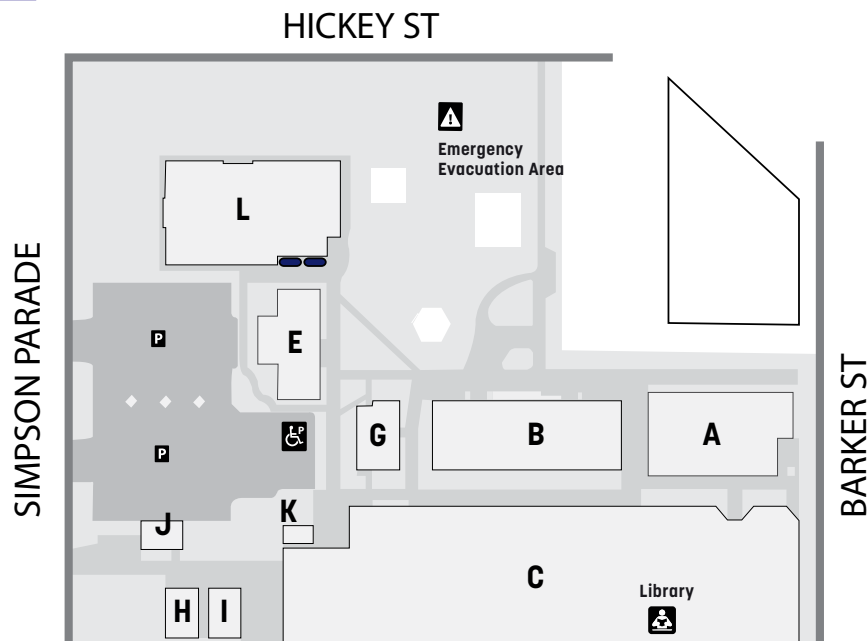 HICKEY ST
Emergency
Evacuation Area
L
SIMPSON PARADE
P
E
BARKER ST
P
G
B
A
P
K
J
C
Library
H
I